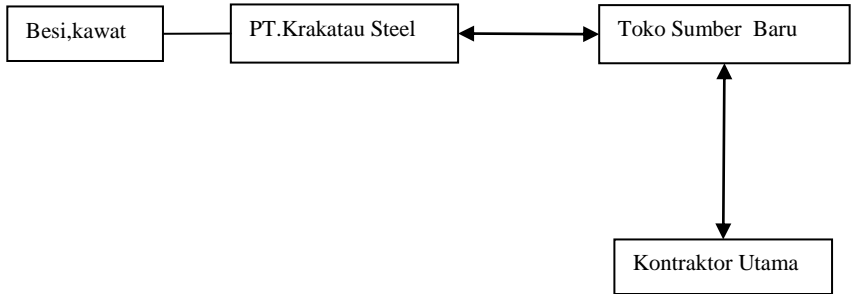 Besi,kawat
PT.Krakatau Steel
Toko Sumber Baru
Kontraktor Utama